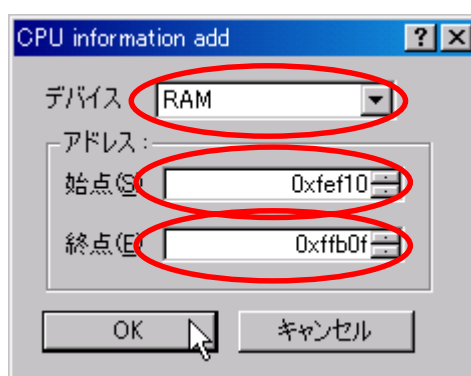 CPU information add
デバイス RAM
アドレス：
始点(S) 0xfef10
終点(E) 0xffb0f
OK キャンセル